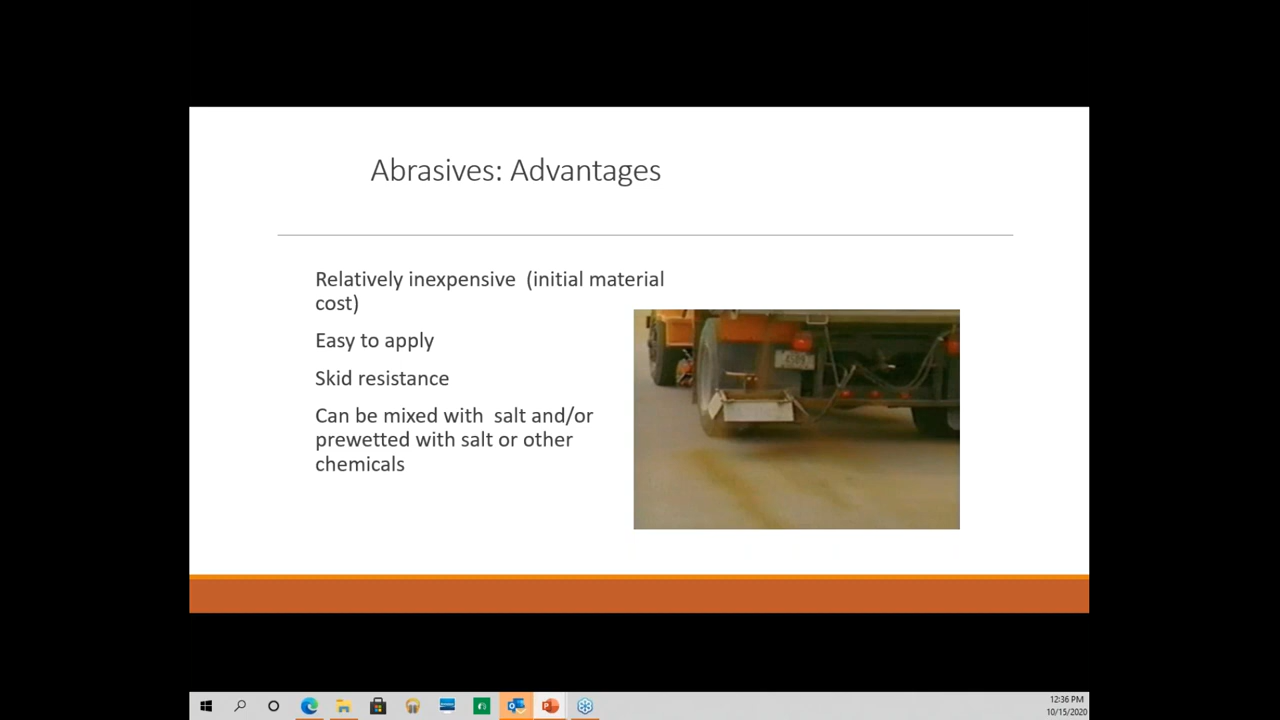 Abrasives: Advantages
Relatively inexpensive (initial material
cost)
Easy to apply
Skid resistance
Can be mixed with salt and/or
prewetted with salt or other
chemicals
12:36 PM
10/15/2020